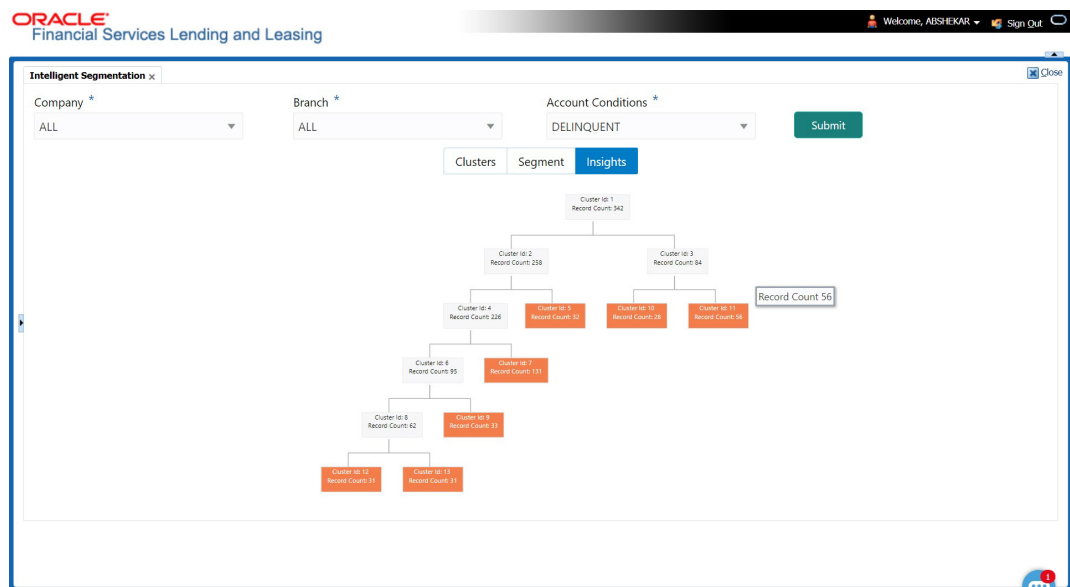 ORACLE
Financial Services Lending and Leasing
Welcome, ABSHEKAR
Sign Out
Intelligent Segmentation x
Close
Company *
Branch *
Account Conditions *
ALL
ALL
DELINQUENT
Submit
Clusters
Segment
Insights
Cluster Id: 1
Record Count: 342
Cluster Id: 2
Record Count: 258
Cluster Id: 3
Record Count: 84
Record Count 56
Cluster Id: 4
Record Count: 226
Cluster Id: 5
Record Count: 32
Cluster Id: 10
Record Count: 28
Cluster Id: 11
Record Count: 56
Cluster Id: 6
Record Count: 95
Cluster Id: 7
Record Count: 131
Cluster Id: 8
Record Count: 62
Cluster Id: 9
Record Count: 33
Cluster Id: 12
Record Count: 31
Cluster Id: 13
Record Count: 31
1